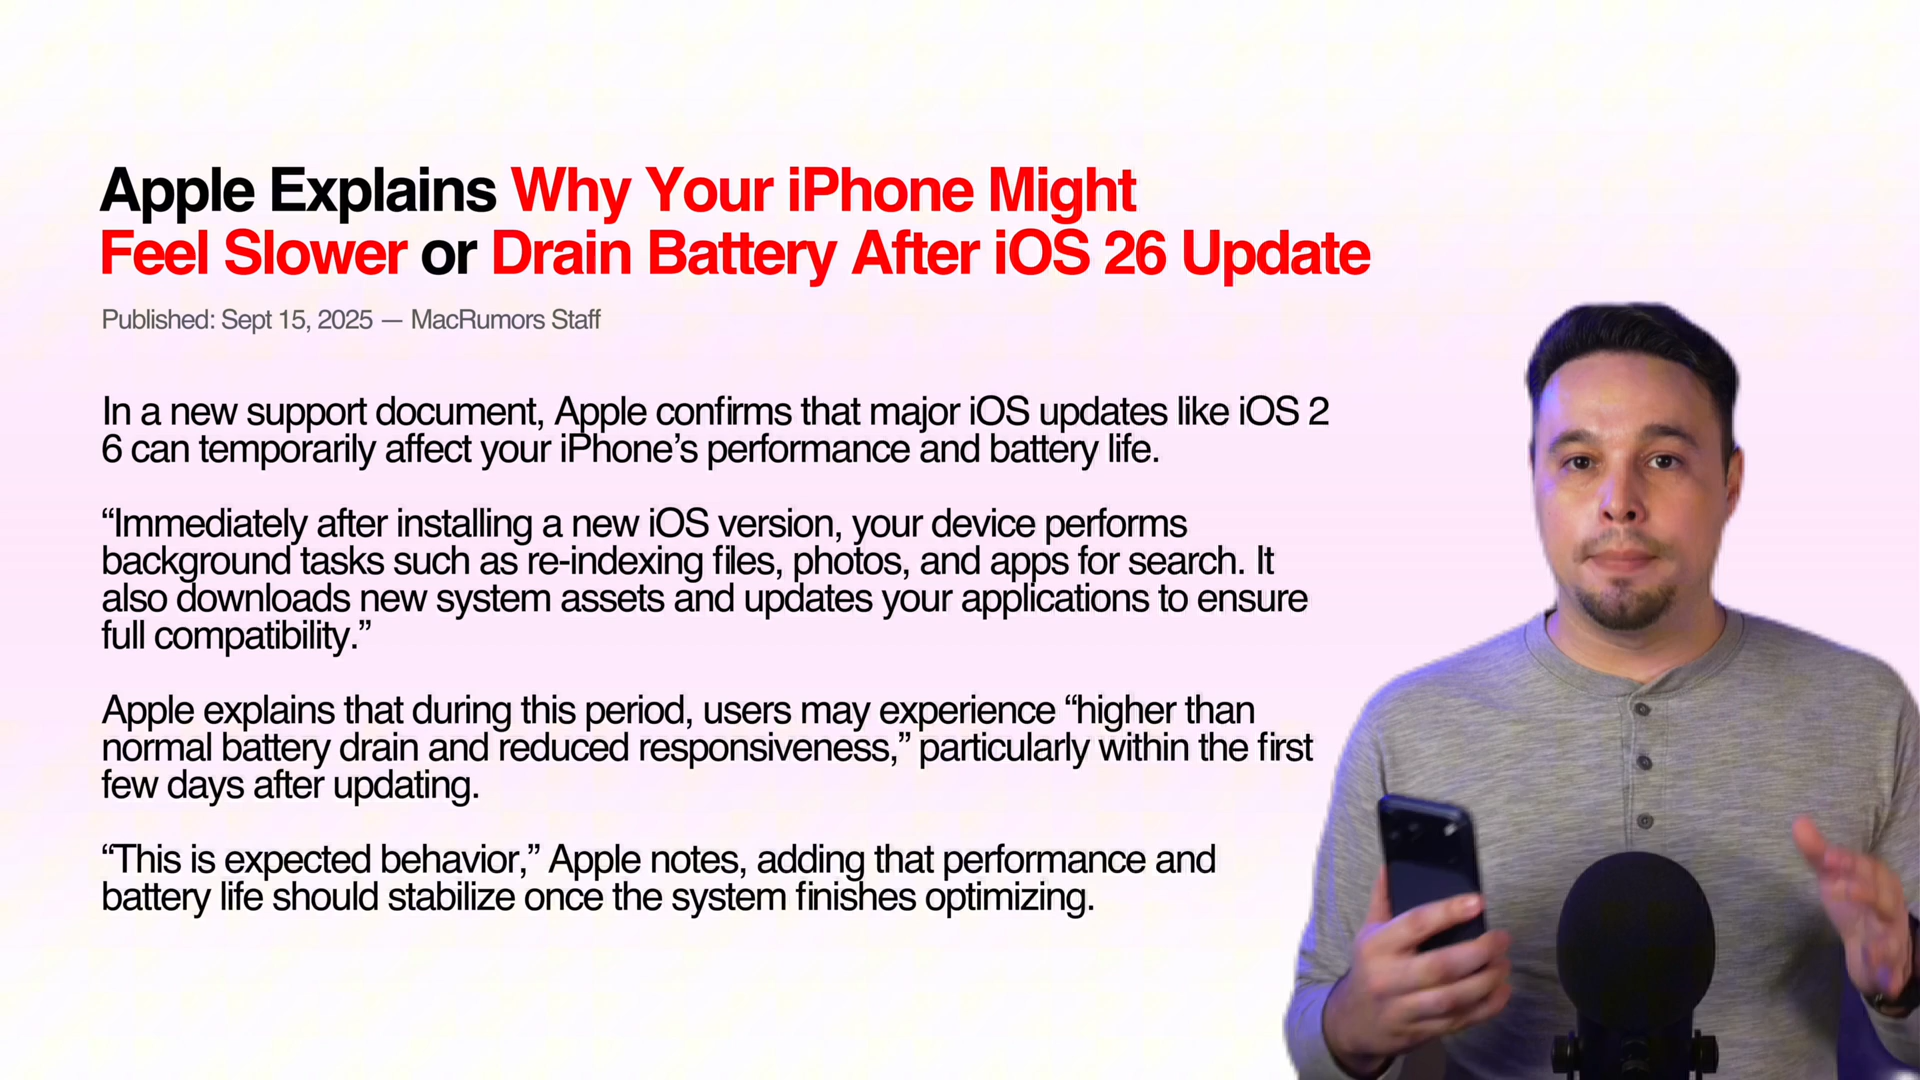 Apple Explains Why Your iPhone Might
Feel Slower or Drain Battery After iOS 26 Update
Published: Sept 15, 2025 — MacRumors Staff
In a new support document, Apple confirms that major iOS updates like iOS 2
6 can temporarily affect your iPhone’s performance and battery life.
“Immediately after installing a new iOS version, your device performs
background tasks such as re-indexing files, photos, and apps for search. It
also downloads new system assets and updates your applications to ensure
full compatibility.”
Apple explains that during this period, users may experience “higher than
normal battery drain and reduced responsiveness,” particularly within the first
few days after updating.
“This is expected behavior,” Apple notes, adding that performance and
battery life should stabilize once the system finishes optimizing.